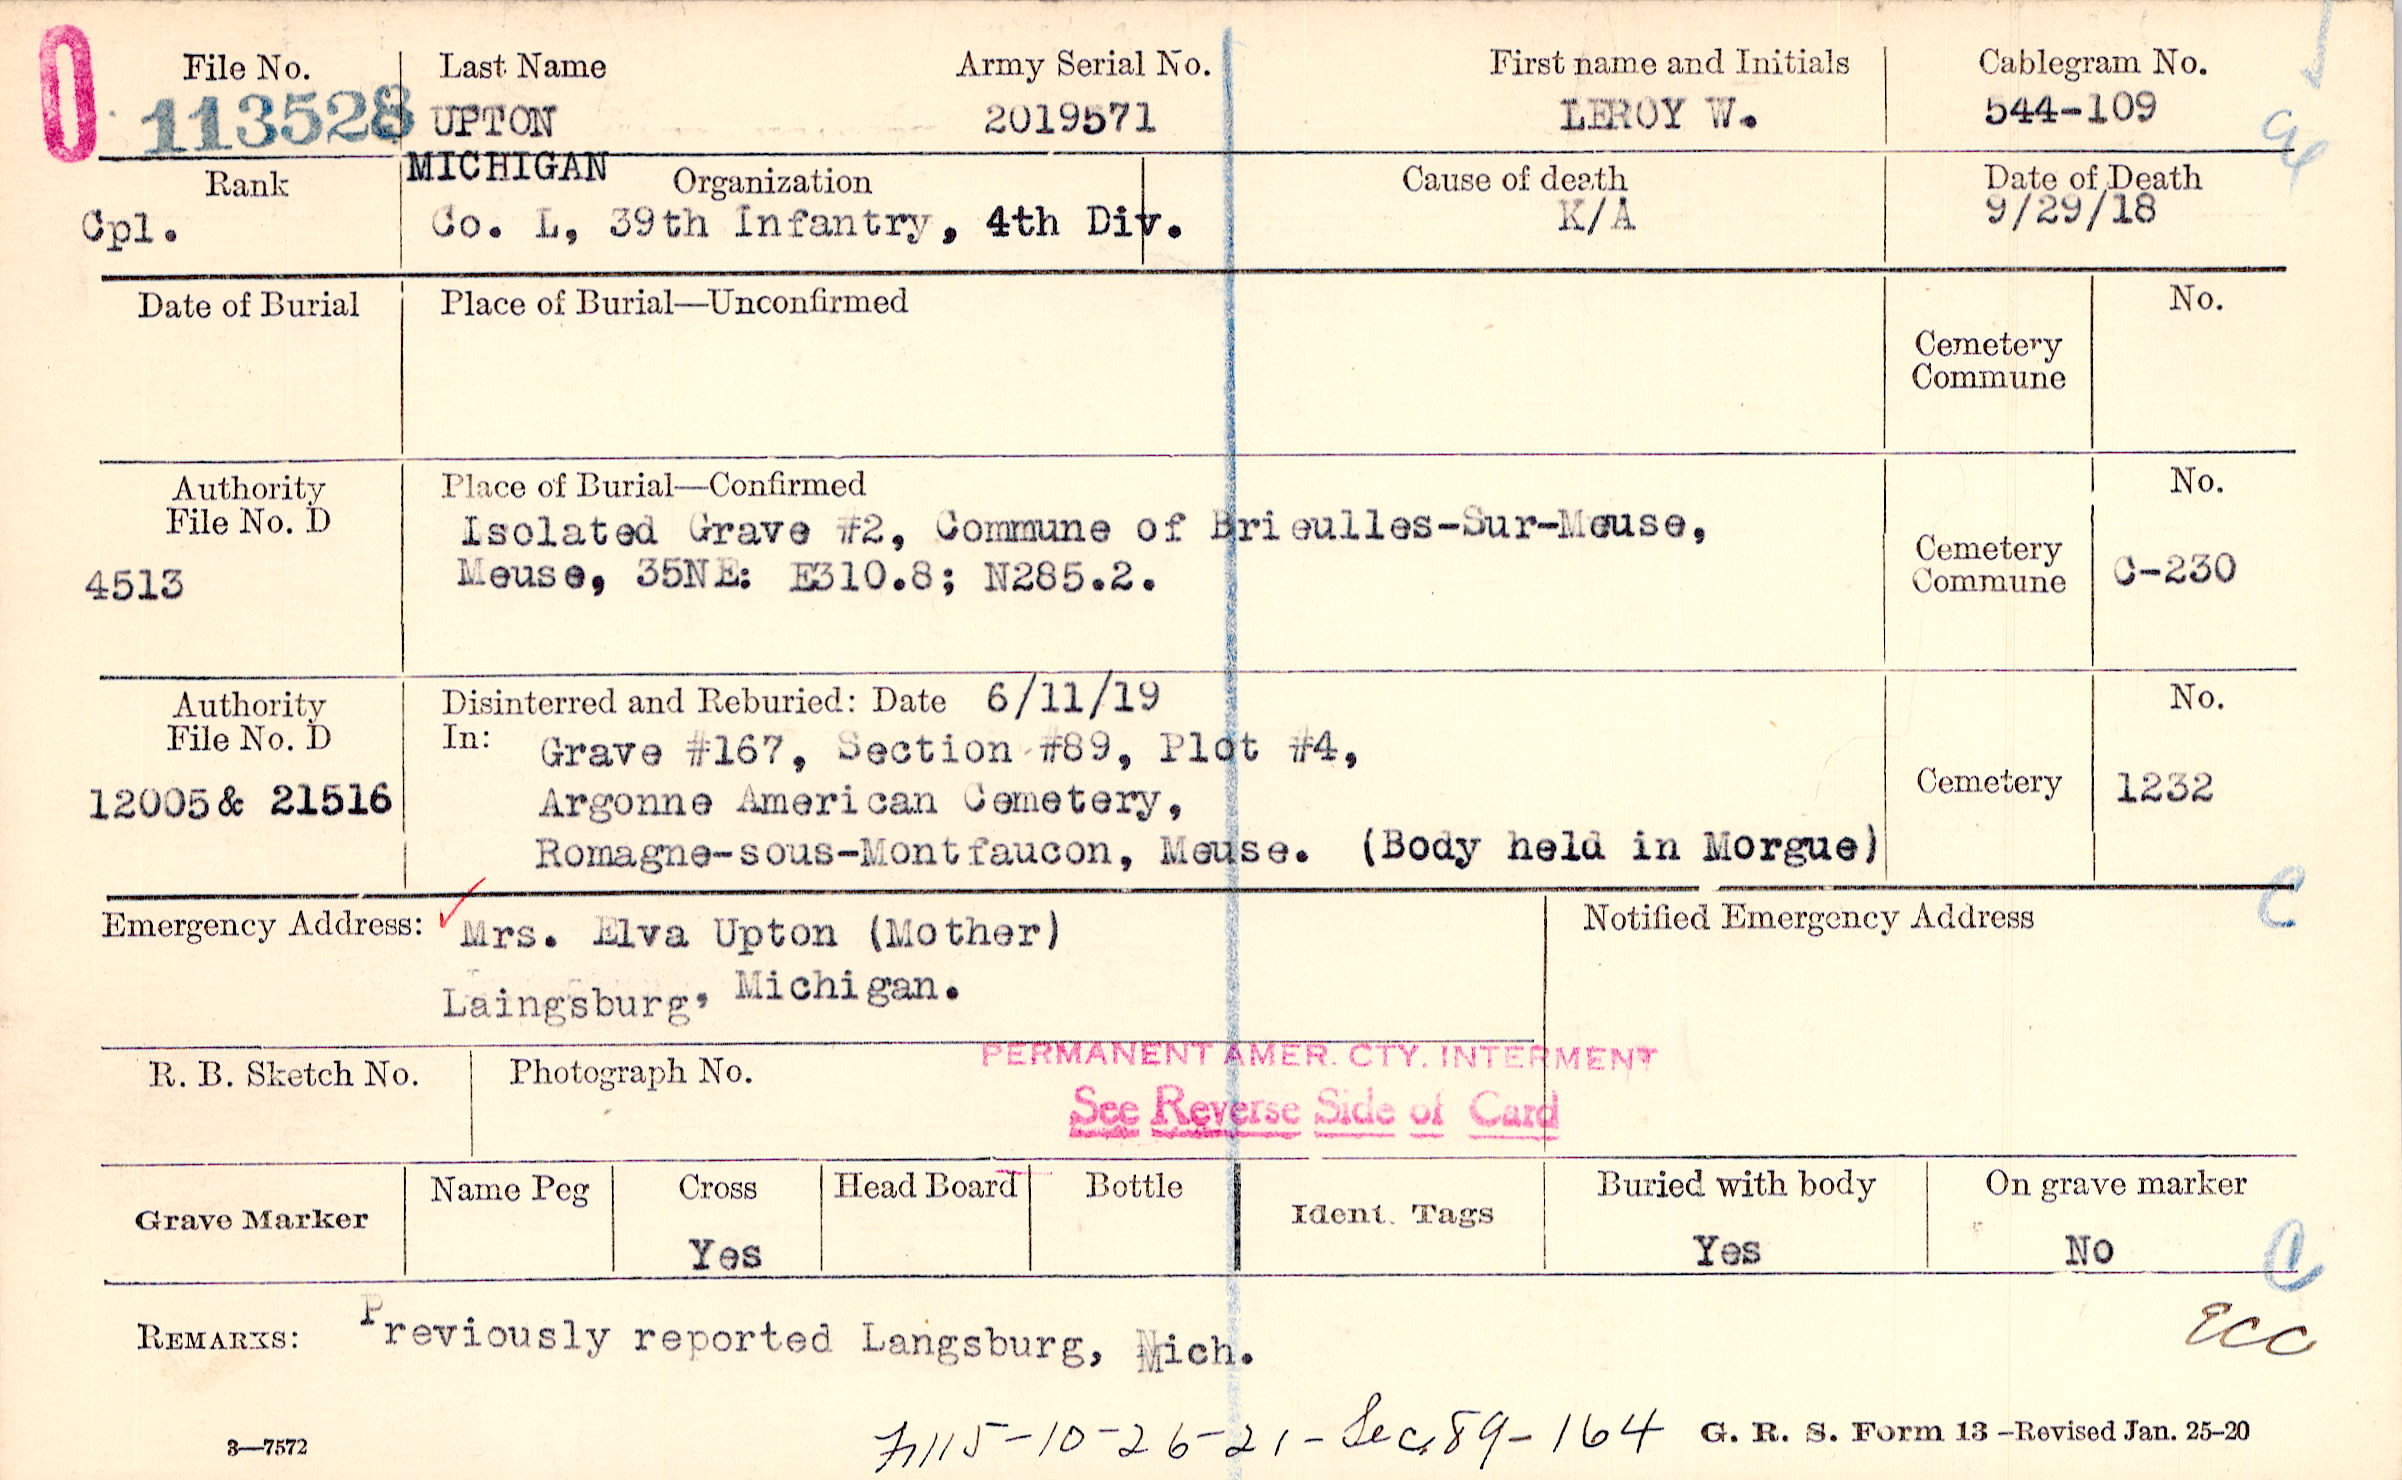 File No. Last Name Army Serial No. First name and Initials Cablegram No.
113528 UPTON 2019571 LEROY W. 544-109
MICHIGAN
Rank Organization Cause of death Date of Death
Cpl. Co. L, 39th Infantry, 4th Div. K/A 9/29/18
Date of Burial Place of Burial—Unconfirmed No.
Cemetery
Commune
Authority Place of Burial—Confirmed No.
File No. D Isolated Grave #2, Commune of Brieulles-Sur-Meuse,
4513 Meuse, 35NE: E310.8; N285.2. Cemetery
Commune C-230
Authority Disinterred and Reburied: Date 6/11/19 No.
File No. D In: Grave #167, Section #89, Plot #4,
12005& 21516 Argonne American Cemetery, Cemetery 1232
Romagne-sous-Montfaucon, Meuse. (Body held in Morgue)
Emergency Address: Mrs. Elva Upton (Mother) Notified Emergency Address
Laingsburg, Michigan.
PERMANENT AMER. CTY. INTERMENT
R. B. Sketch No. Photograph No.
See Reverse Side of Card
Name Peg Cross Head Board Bottle Buried with body On grave marker
Grave Marker Ident. Tags
Yes Yes No
ECC
REMARKS: Previously reported Langsburg, Mich.
3—7572 10-26-21-Sec. 89-164 G. R. S. Form 13 -Revised Jan. 25-20